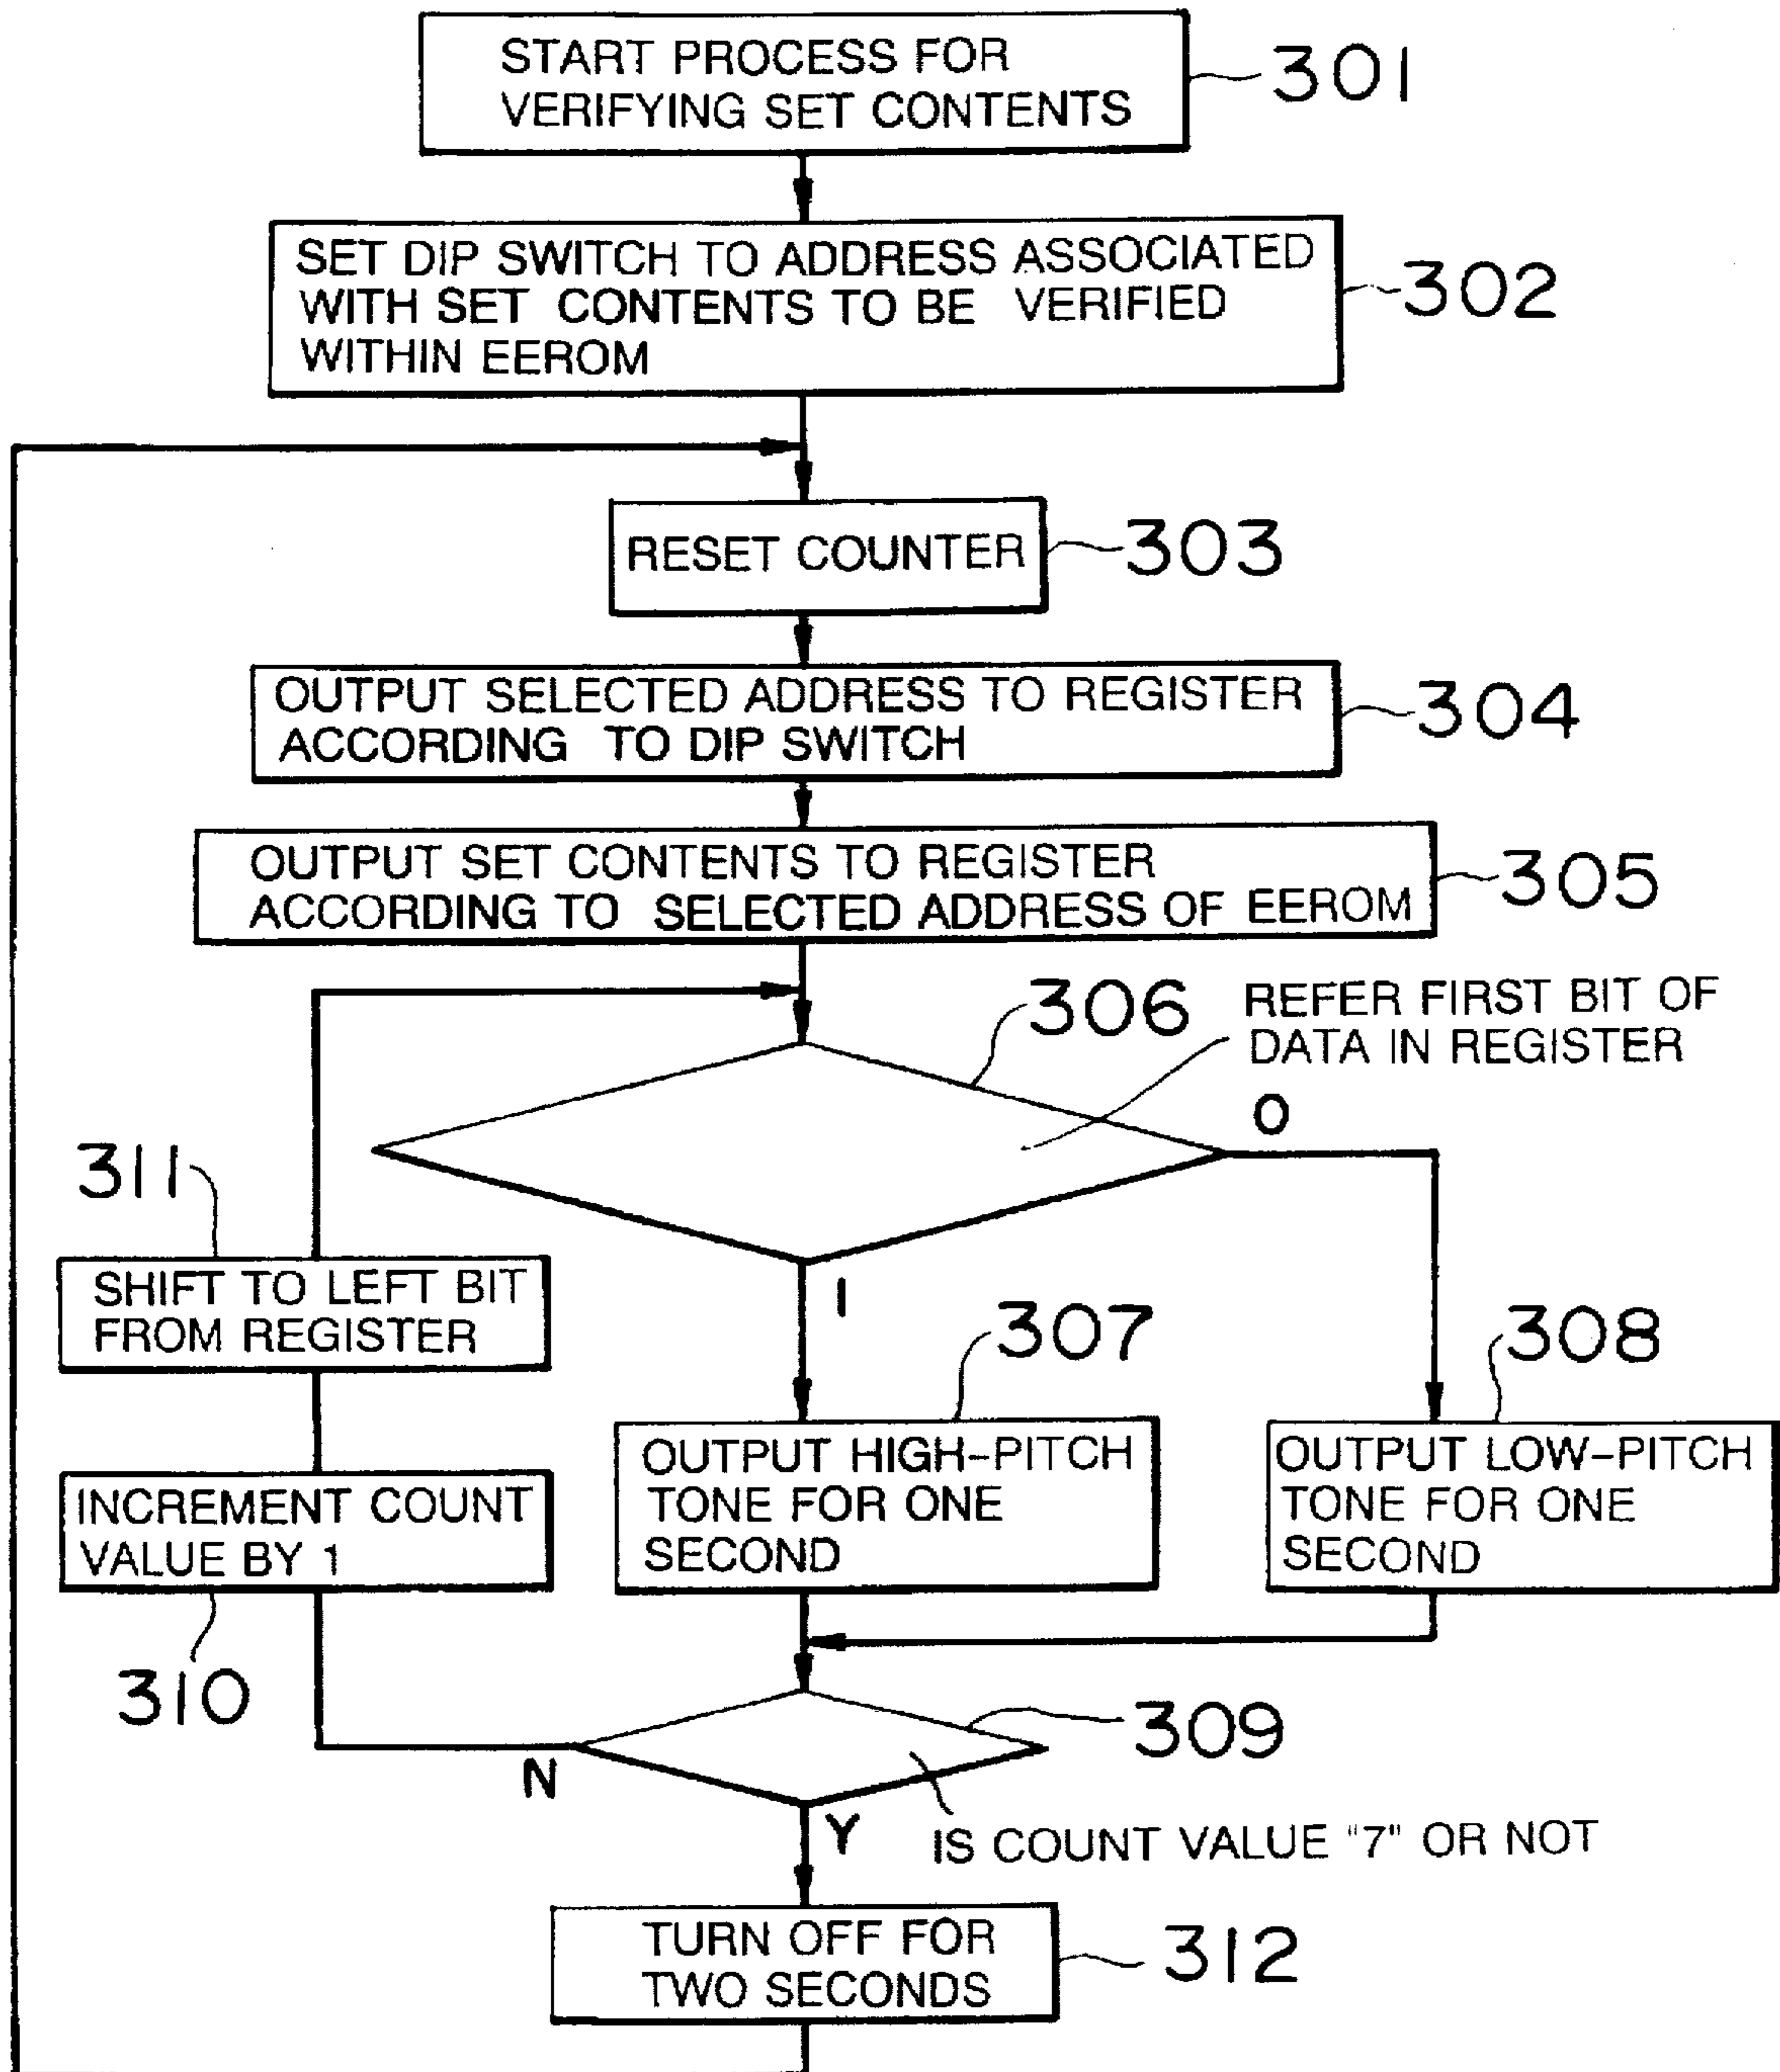 START PROCESS FOR
VERIFYING SET CONTENTS
301
SET DIP SWITCH TO ADDRESS ASSOCIATED
WITH SET CONTENTS TO BE VERIFIED
WITHIN EEROM
302
RESET COUNTER
303
OUTPUT SELECTED ADDRESS TO REGISTER
ACCORDING TO DIP SWITCH
304
OUTPUT SET CONTENTS TO REGISTER
ACCORDING TO SELECTED ADDRESS OF EEROM
305
306
REFER FIRST BIT OF
DATA IN REGISTER
0
1
311
SHIFT TO LEFT BIT
FROM REGISTER
307
308
OUTPUT HIGH-PITCH
TONE FOR ONE
SECOND
OUTPUT LOW-PITCH
TONE FOR ONE
SECOND
INCREMENT COUNT
VALUE BY 1
310
309
N
Y
IS COUNT VALUE "7" OR NOT
TURN OFF FOR
TWO SECONDS
312